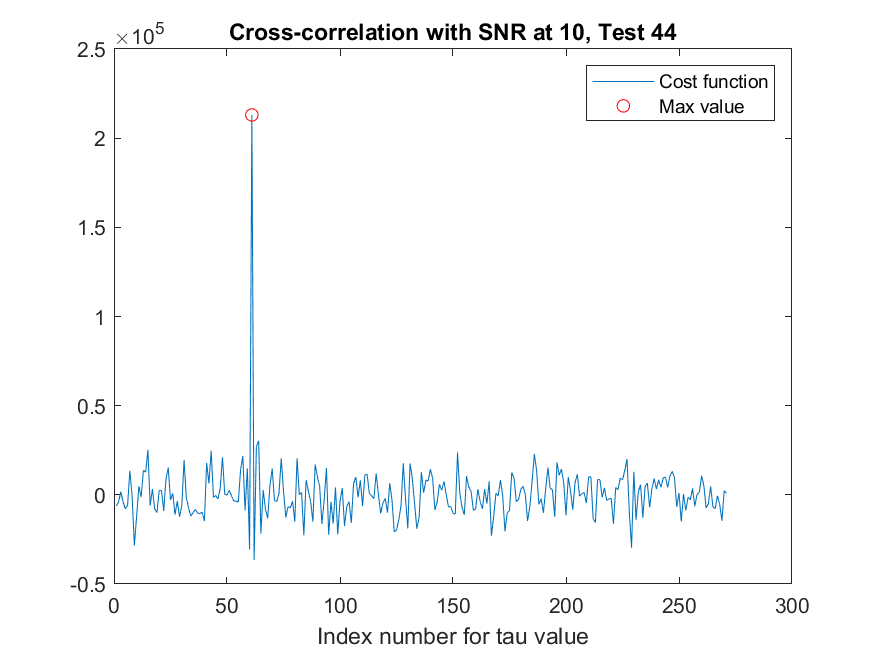 ×10^5
Cross-correlation with SNR at 10, Test 44
2.5
2
1.5
1
0.5
0
-0.5
Cost function
Max value
0 50 100 150 200 250 300
Index number for tau value